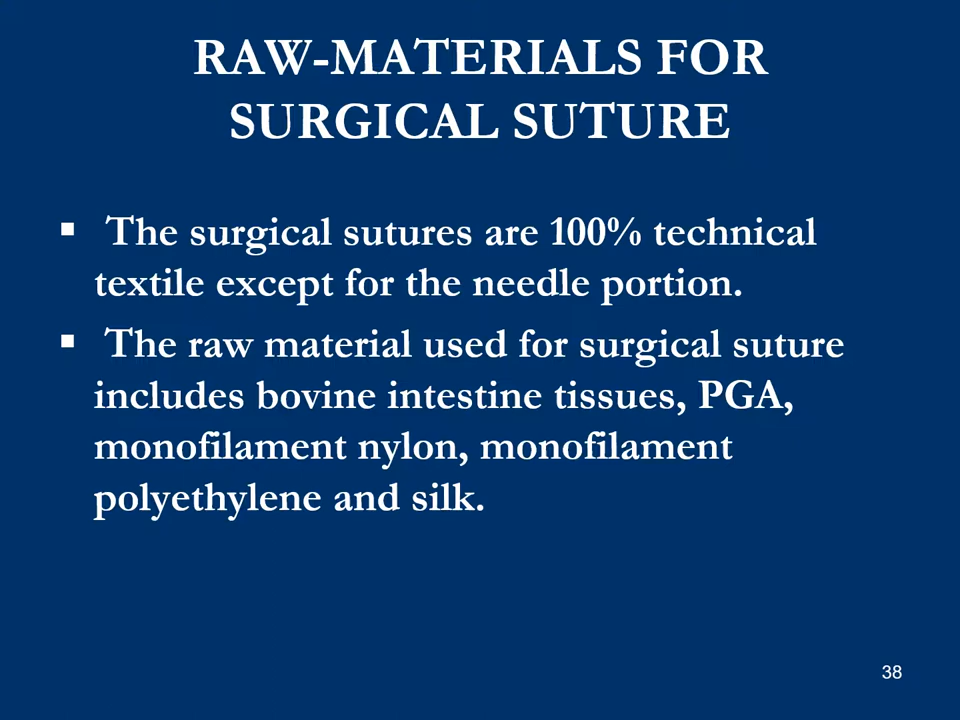 RAW-MATERIALS FOR
SURGICAL SUTURE
▪ The surgical sutures are 100% technical
textile except for the needle portion.
▪ The raw material used for surgical suture
includes bovine intestine tissues, PGA,
monofilament nylon, monofilament
polyethylene and silk.
38